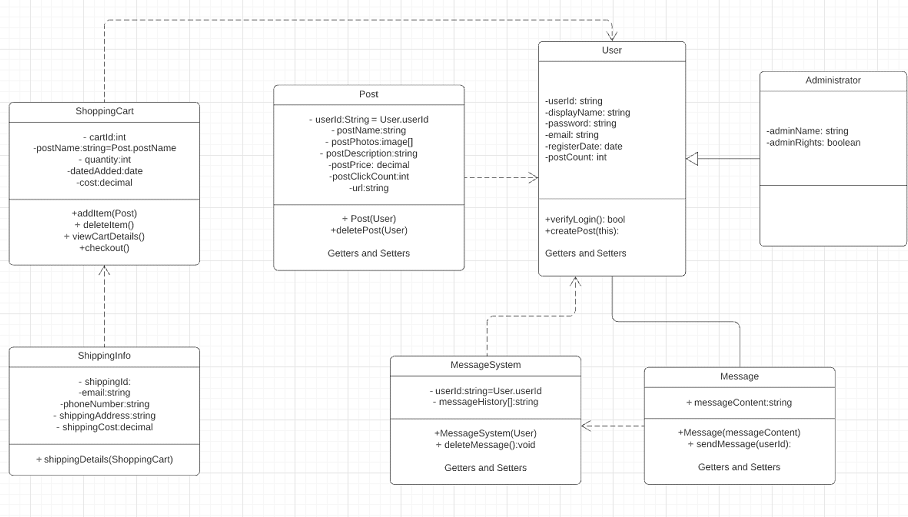 User
-userId: string
-displayName: string
-password: string
-email: string
-registerDate: date
-postCount: int
+verifyLogin(): bool
+createPost(this):
Getters and Setters
Administrator
-adminName: string
-adminRights: boolean
Post
- userId:String = User.userId
- postName:string
- postPhotos:image[]
- postDescription:string
-postPrice: decimal
-postClickCount:int
-url:string
+ Post(User)
+deletePost(User)
Getters and Setters
ShoppingCart
- cartId:int
-postName:string=Post.postName
- quantity:int
-datedAdded:date
-cost:decimal
+addItem(Post)
+ deleteItem()
+ viewCartDetails()
+checkout()
ShippingInfo
- shippingId:
-email:string
-phoneNumber:string
- shippingAddress:string
- shippingCost:decimal
+ shippingDetails(ShoppingCart)
MessageSystem
- userId:string=User.userId
- messageHistory[]:string
+MessageSystem(User)
+ deleteMessage():void
Getters and Setters
Message
+ messageContent:string
+Message(messageContent)
+ sendMessage(userId):
Getters and Setters